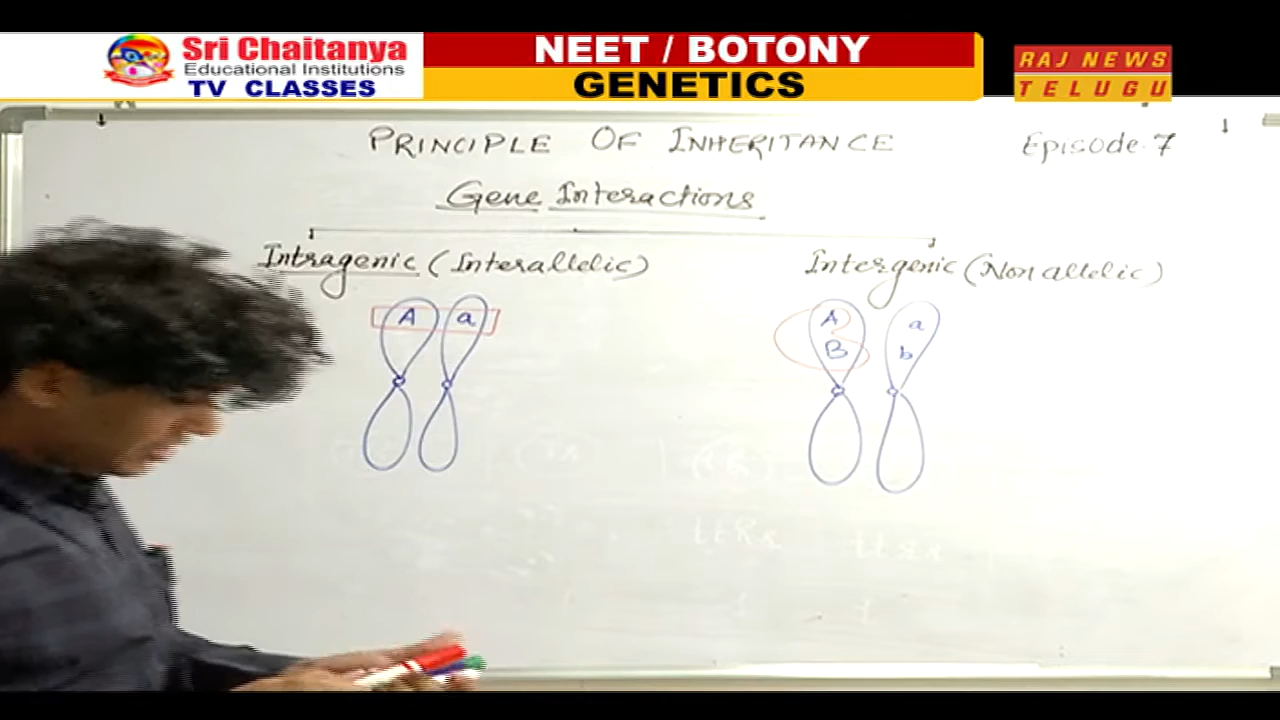 Sri Chaitanya
Educational Institutions
TV CLASSES
NEET / BOTONY
GENETICS
RAJ NEWS
TELUGU
PRINCIPLE OF INHERITANCE
Episode-7
Gene Interactions
Intragenic (Interallelic)
Intergenic (Non allelic)
A a
A a
B b